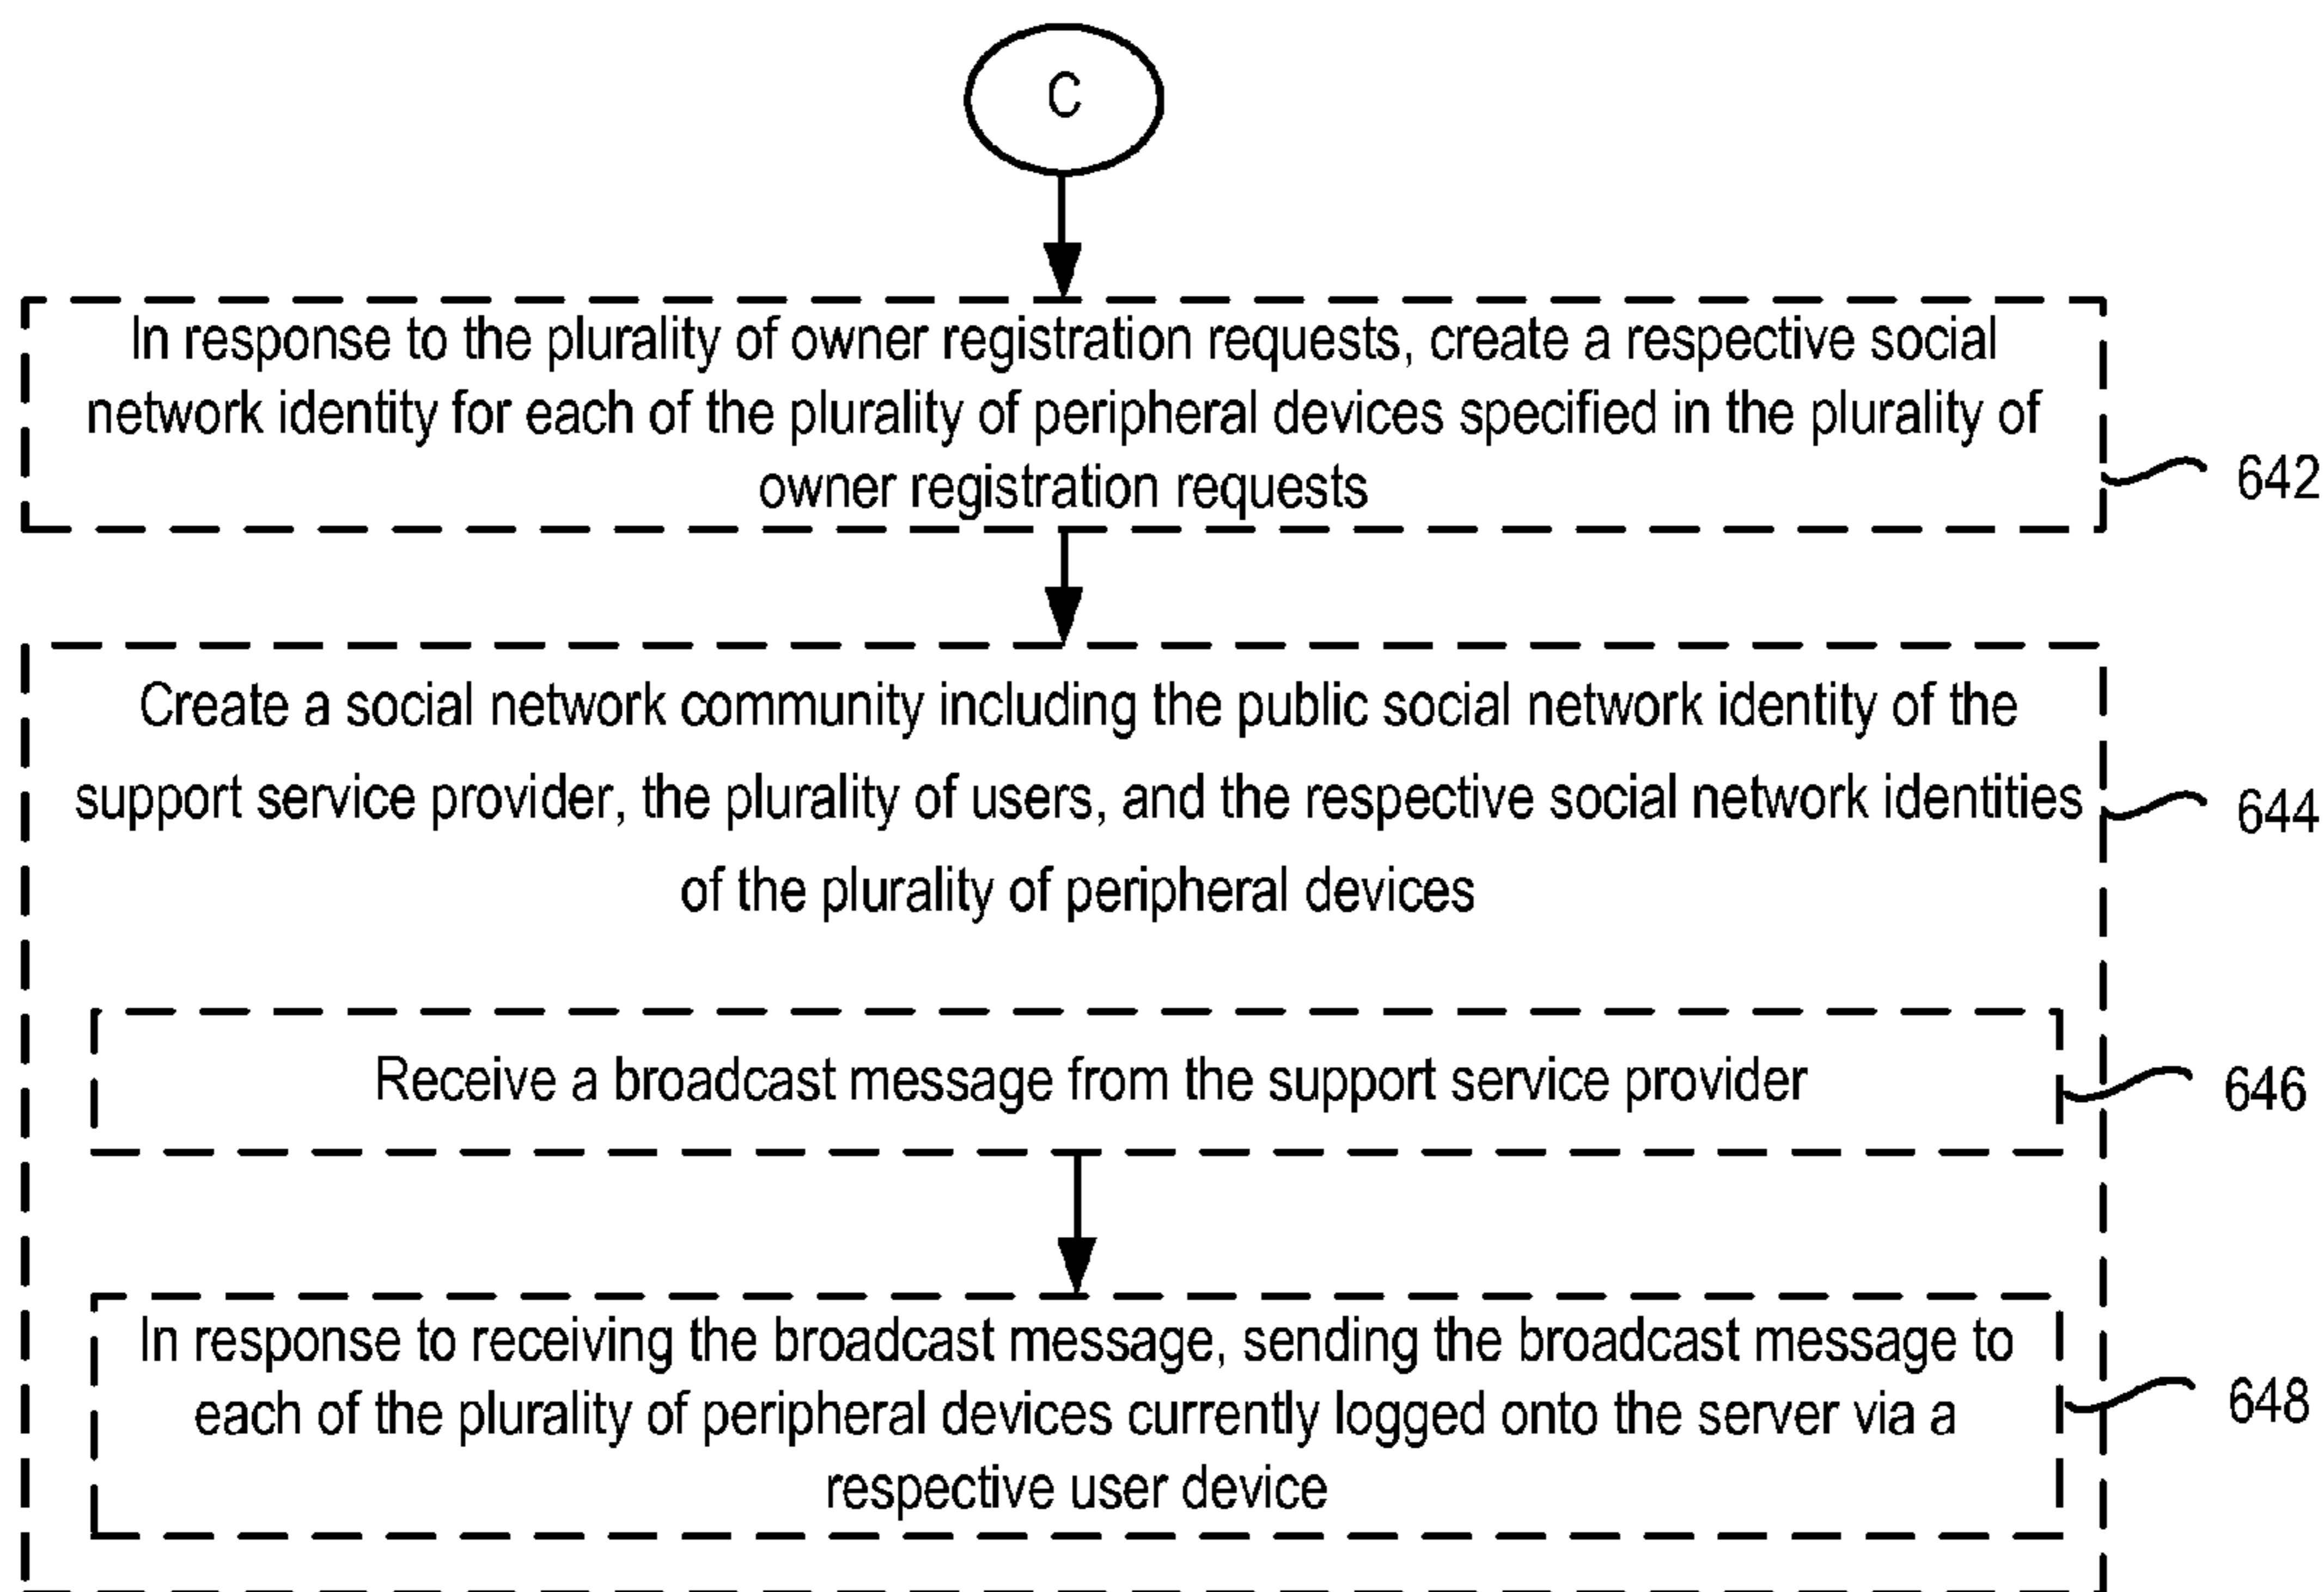 C
In response to the plurality of owner registration requests, create a respective social
network identity for each of the plurality of peripheral devices specified in the plurality of
owner registration requests
642
Create a social network community including the public social network identity of the
support service provider, the plurality of users, and the respective social network identities
of the plurality of peripheral devices
644
Receive a broadcast message from the support service provider
646
In response to receiving the broadcast message, sending the broadcast message to
each of the plurality of peripheral devices currently logged onto the server via a
respective user device
648